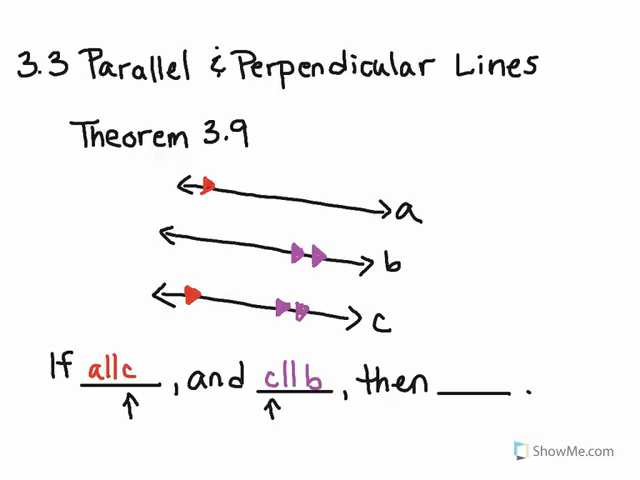 3.3 Parallel & Perpendicular Lines
Theorem 3.9
a
b
c
If a||c, and c||b, then ____.
ShowMe.com